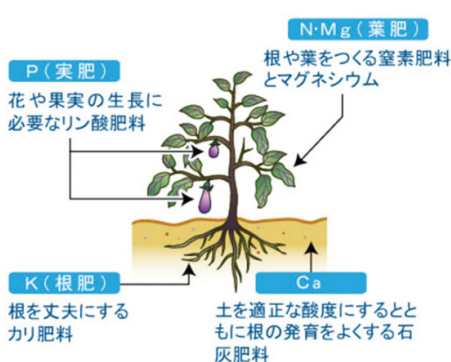 P(実肥)
花や果実の生長に
必要なリン酸肥料
N·Mg(葉肥)
根や葉をつくる窒素肥料
とマグネシウム
K(根肥)
根を丈夫にする
カリ肥料
Ca
土を適正な酸度にするとと
もに根の発育をよくする石
灰肥料